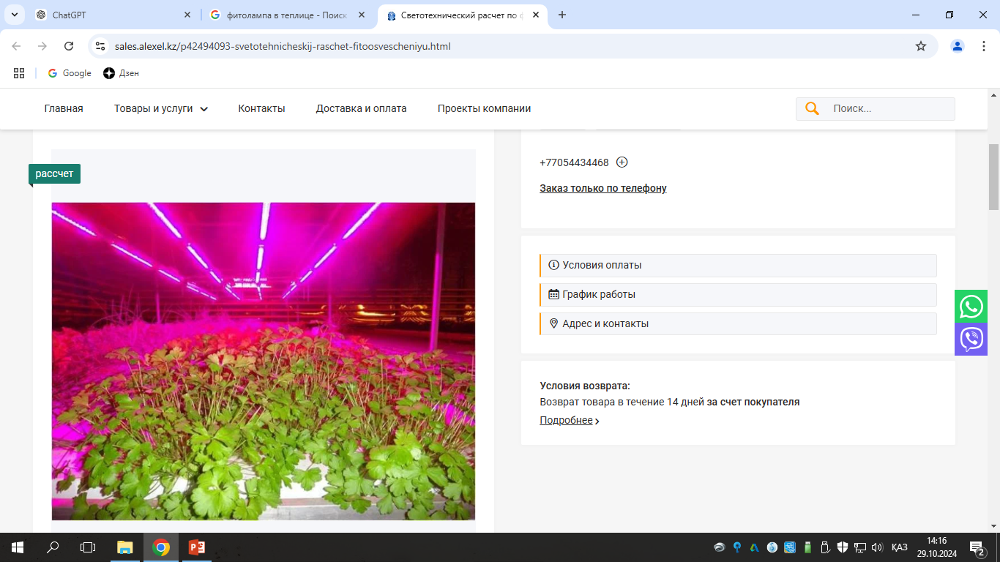 ChatGPT
фитолампа в теплице - Поиск
Светотехнический расчет по ф
sales.alexel.kz/p42494093-svetotehnicheskij-raschet-fitoosvescheniyu.html
Google
Дзен
Главная
Товары и услуги
Контакты
Доставка и оплата
Проекты компании
Поиск...
рассчет
+77054434468
Заказ только по телефону
Условия оплаты
График работы
Адрес и контакты
Условия возврата:
Возврат товара в течение 14 дней за счет покупателя
Подробнее
ҚАЗ
14:16
29.10.2024
2